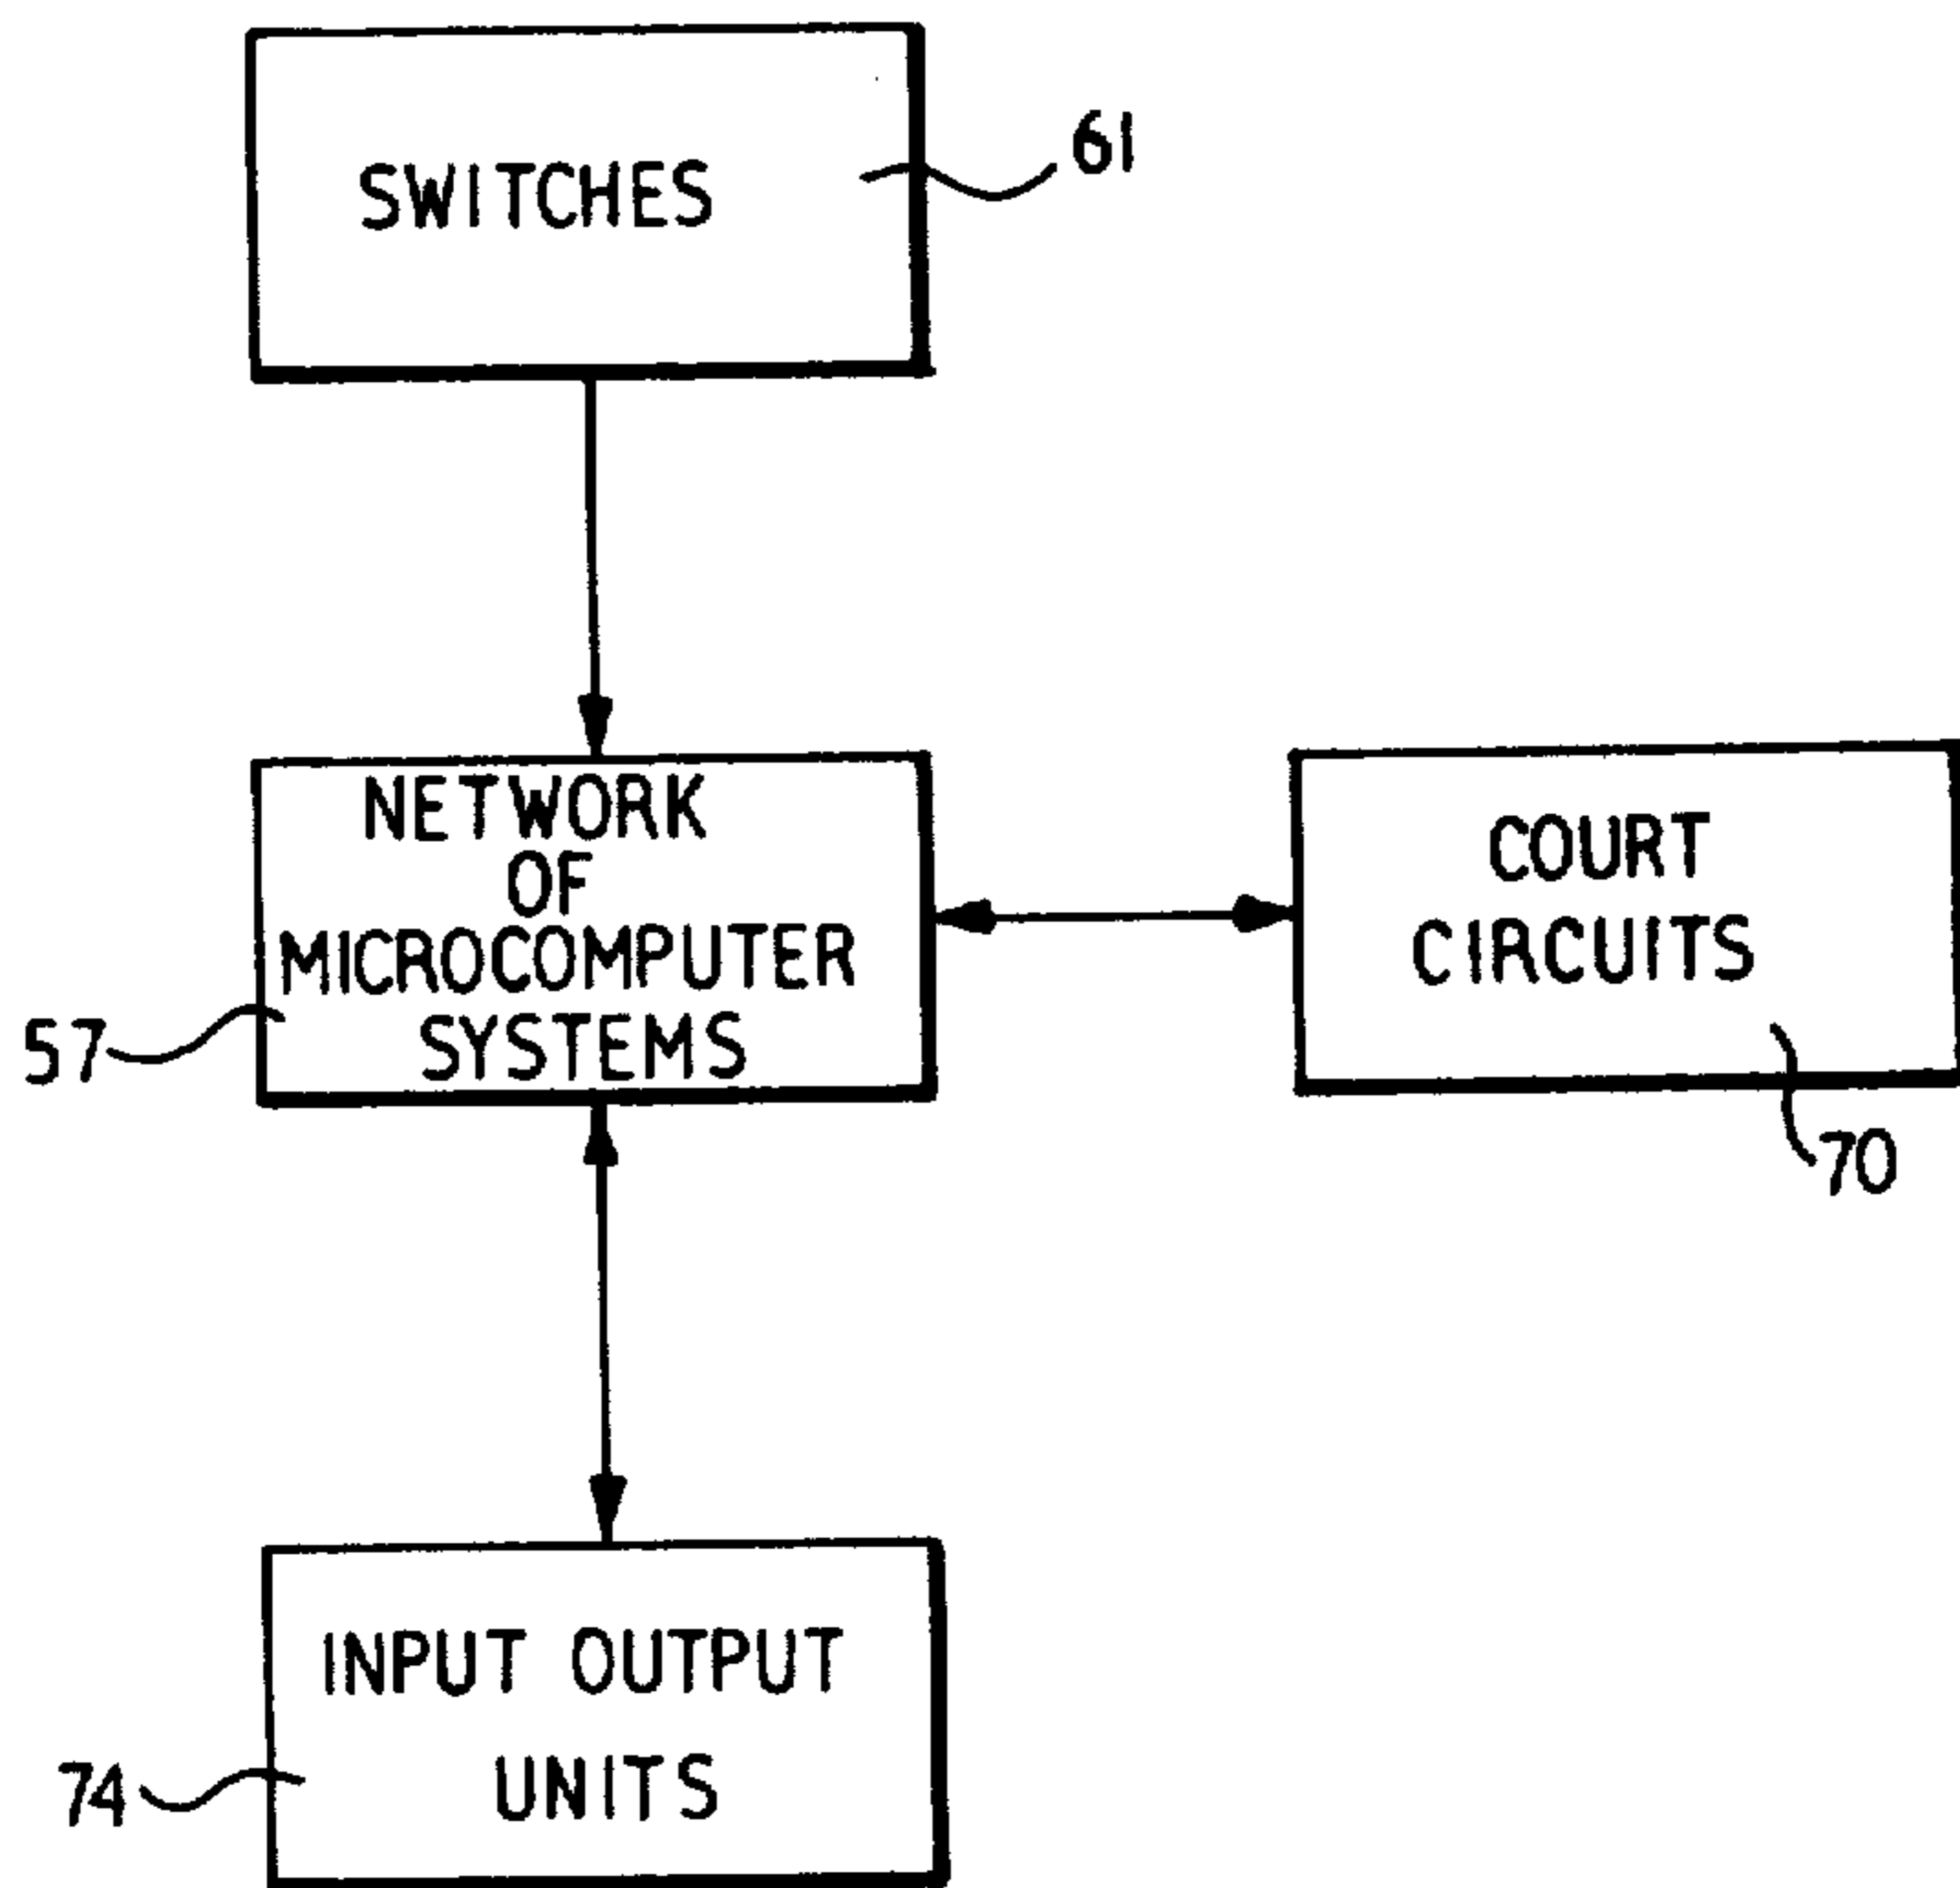 SWITCHES
61
NETWORK
OF
MICROCOMPUTER
SYSTEMS
57
COURT
CIRCUITS
70
INPUT OUTPUT
UNITS
74